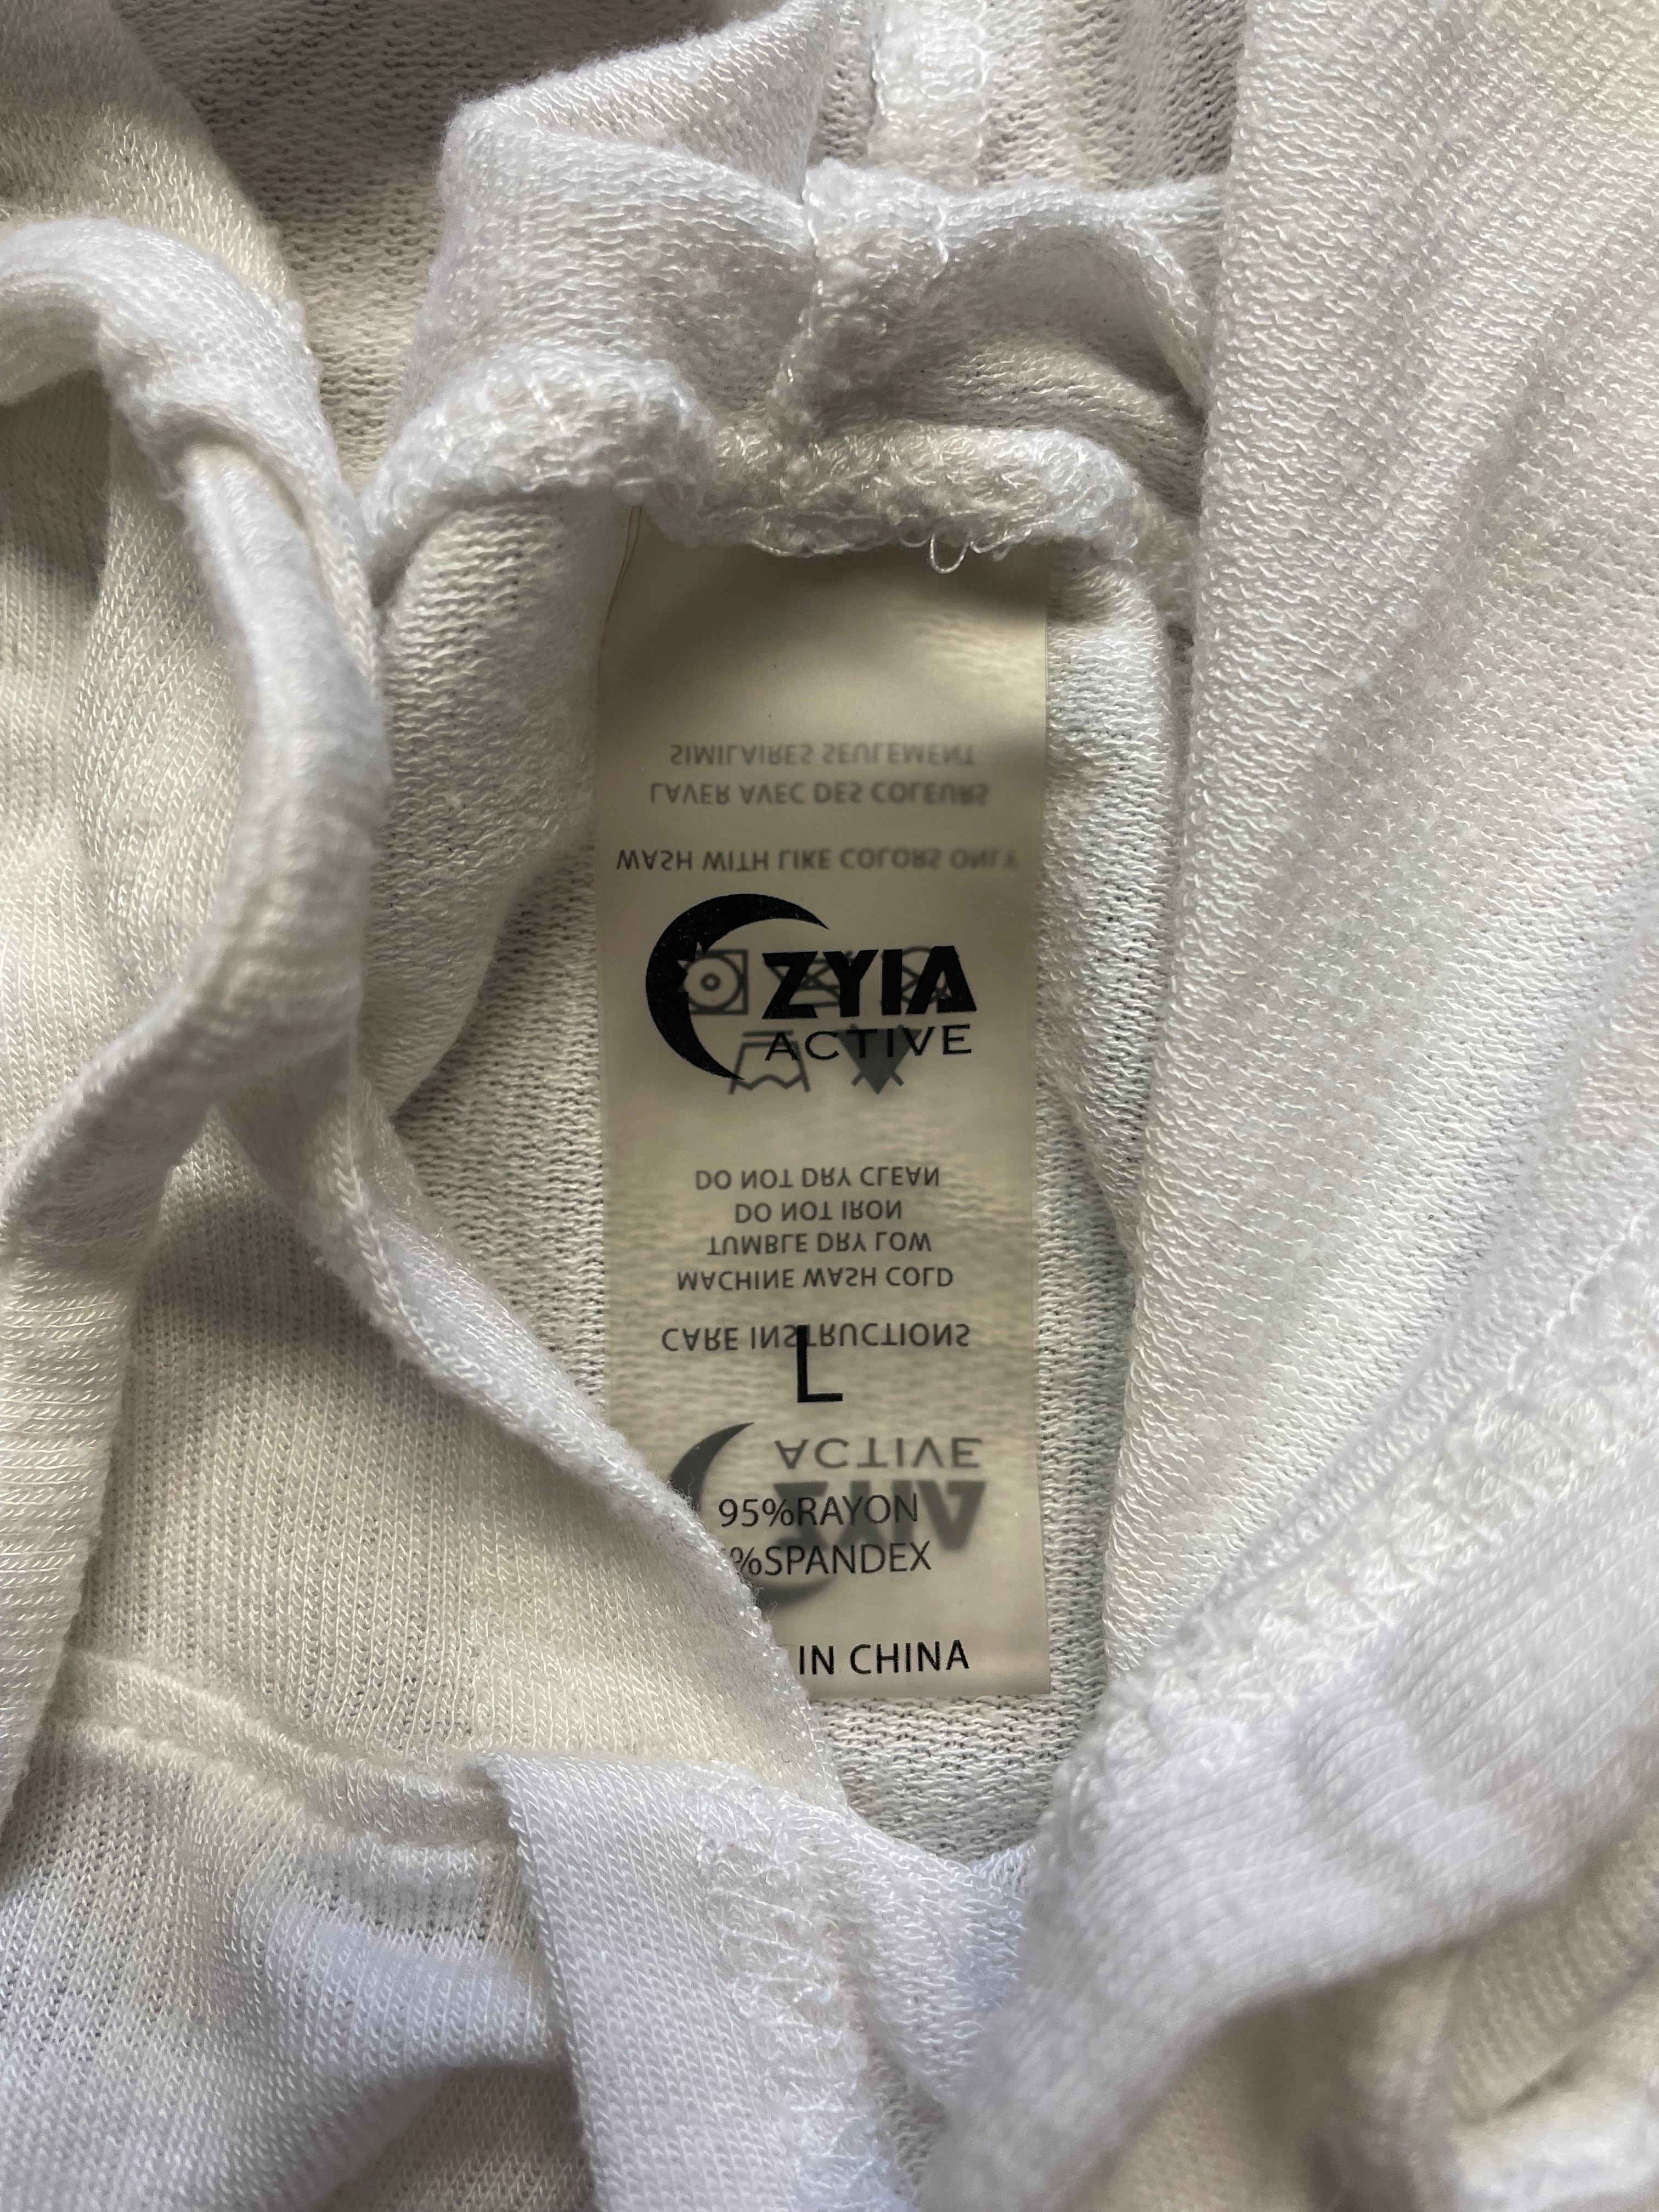 ZYIA
ACTIVE
L
95%RAYON
%SPANDEX
IN CHINA
SIMILAIRES SEULEMENT
LAVER AVEC DES COLEURS
WASH WITH LIKE COLORS ONLY
DO NOT DRY CLEAN
DO NOT IRON
TUMBLE DRY LOW
MACHINE WASH COLD
CARE INSTRUCTIONS
ACTIVE
ZYIA